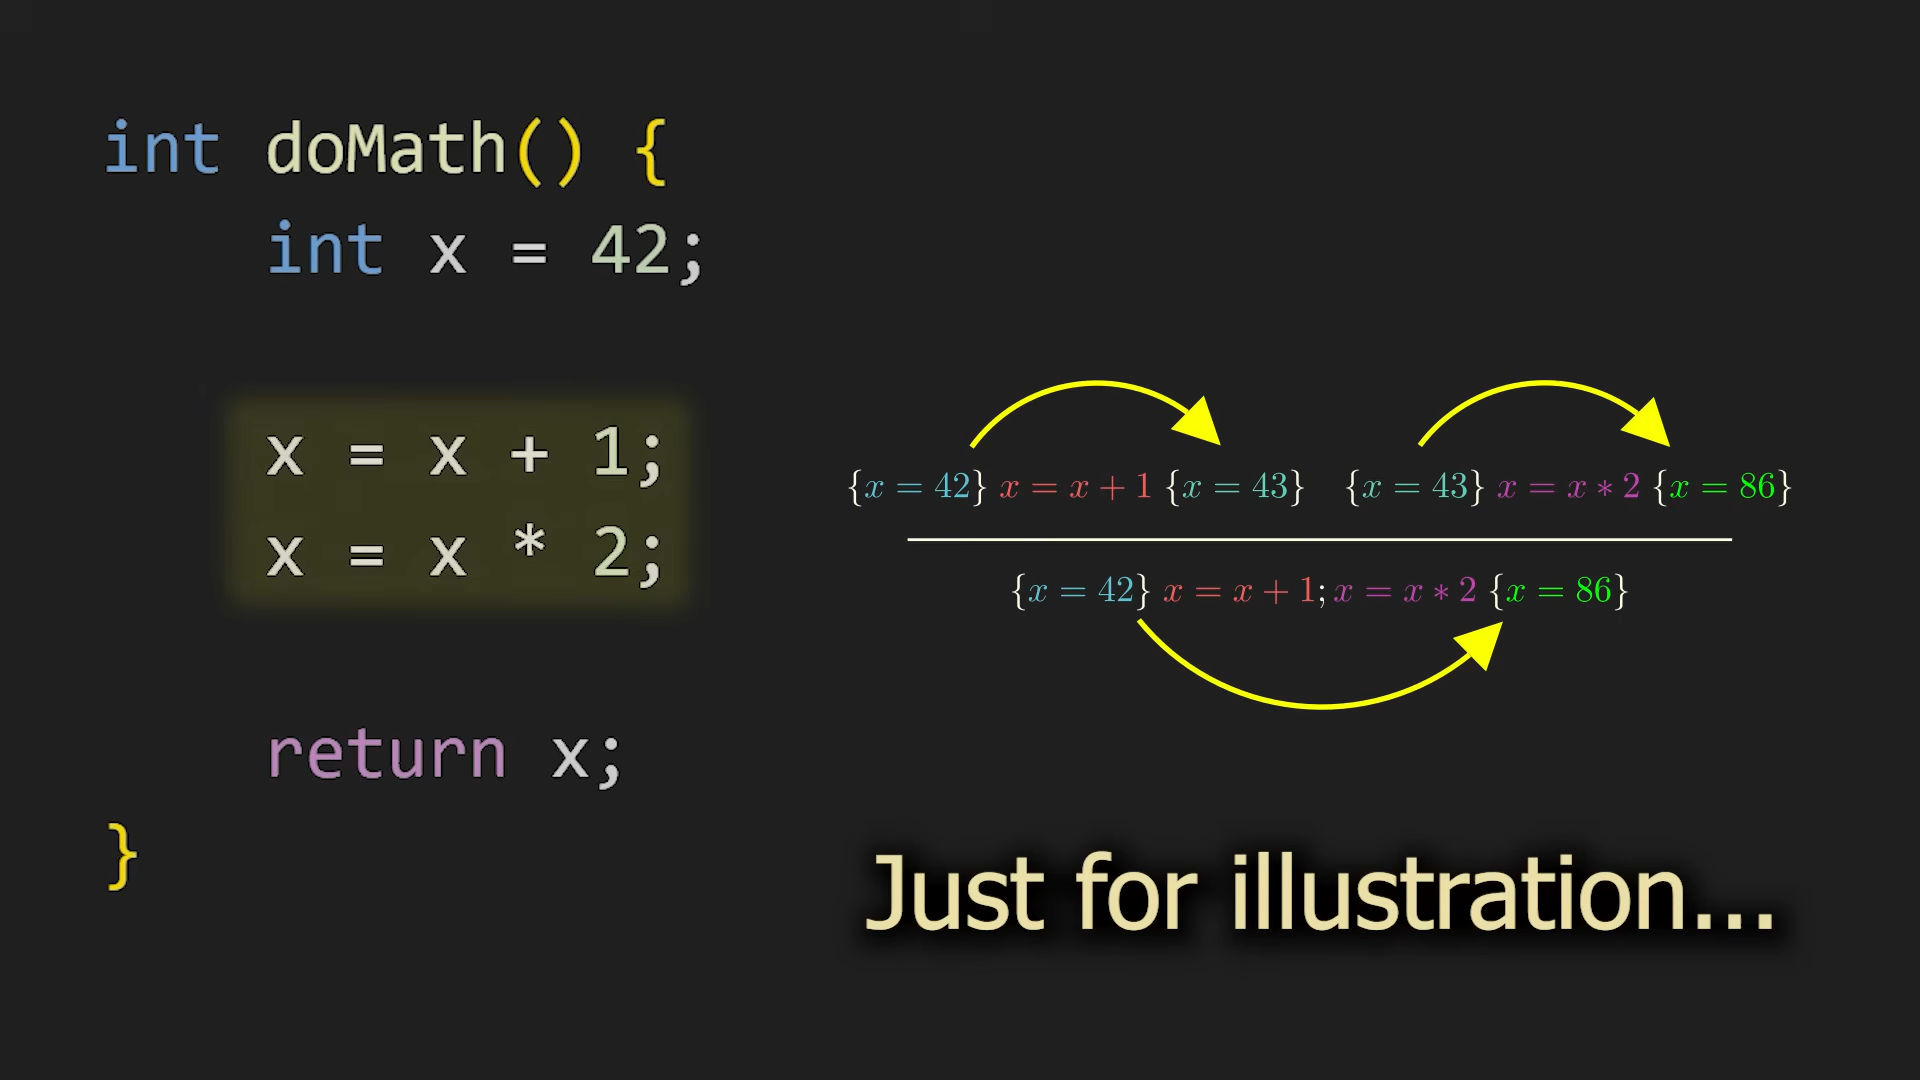 int doMath() {
int x = 42;
x = x + 1;
x = x * 2;
return x;
}
{x = 42} x = x + 1 {x = 43} {x = 43} x = x ∗ 2 {x = 86}
{x = 42} x = x + 1; x = x ∗ 2 {x = 86}
Just for illustration...